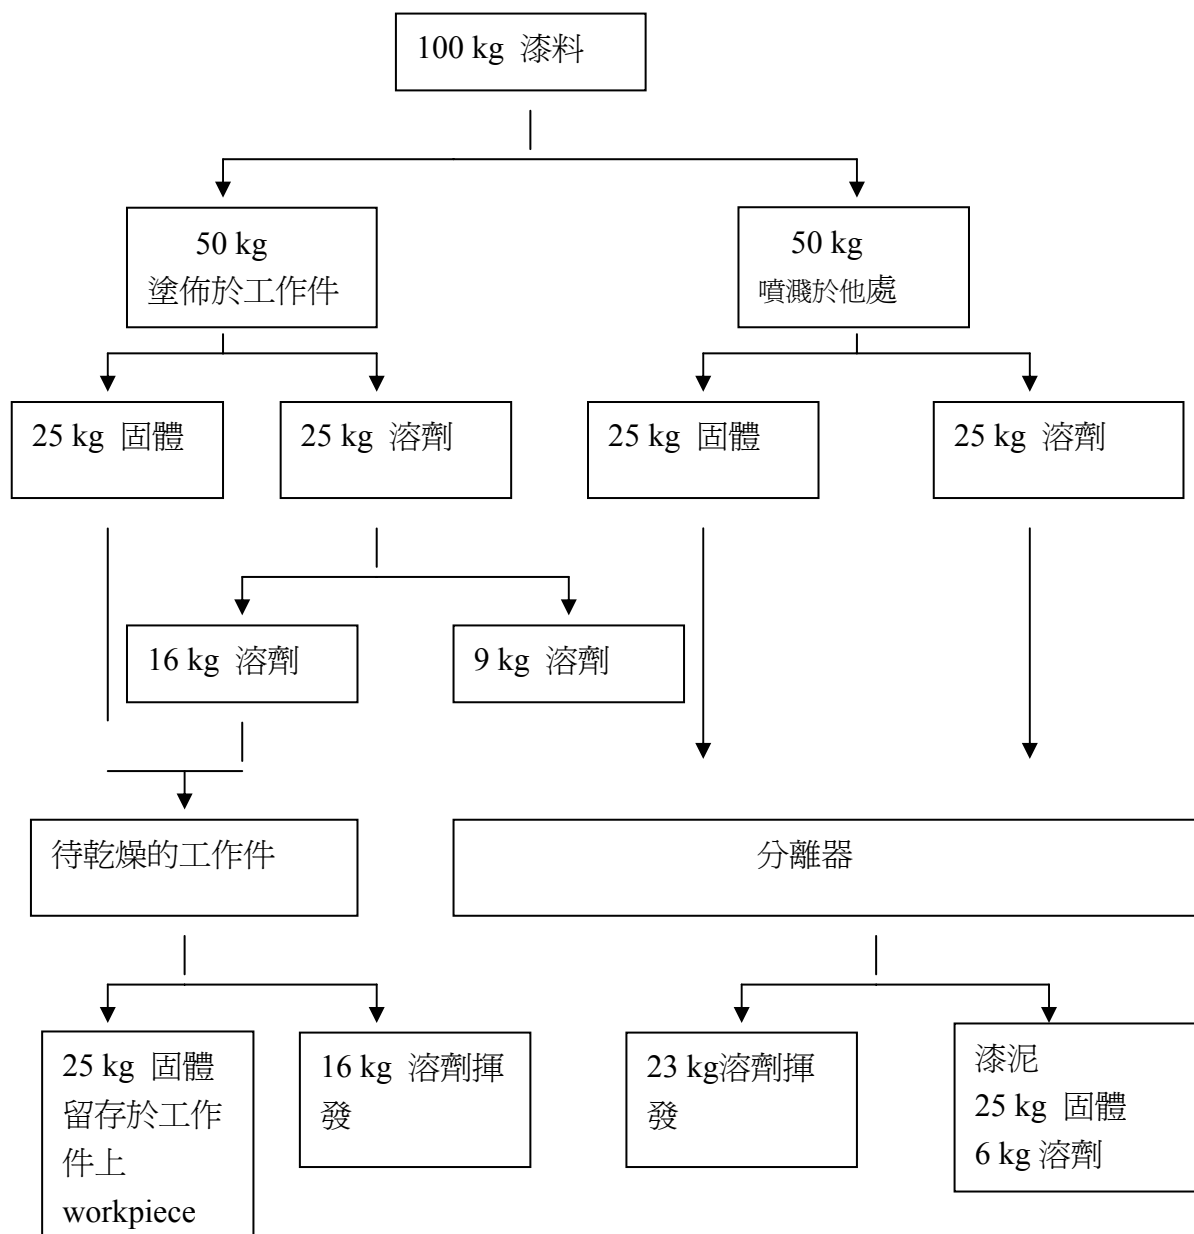 100 kg 漆料
50 kg
塗佈於工作件
50 kg
噴濺於他處
25 kg 固體
25 kg 溶劑
25 kg 固體
25 kg 溶劑
16 kg 溶劑
9 kg 溶劑
待乾燥的工作件
分離器
25 kg 固體
留存於工作
件上
workpiece
16 kg 溶劑揮
發
23 kg溶劑揮
發
漆泥
25 kg 固體
6 kg 溶劑